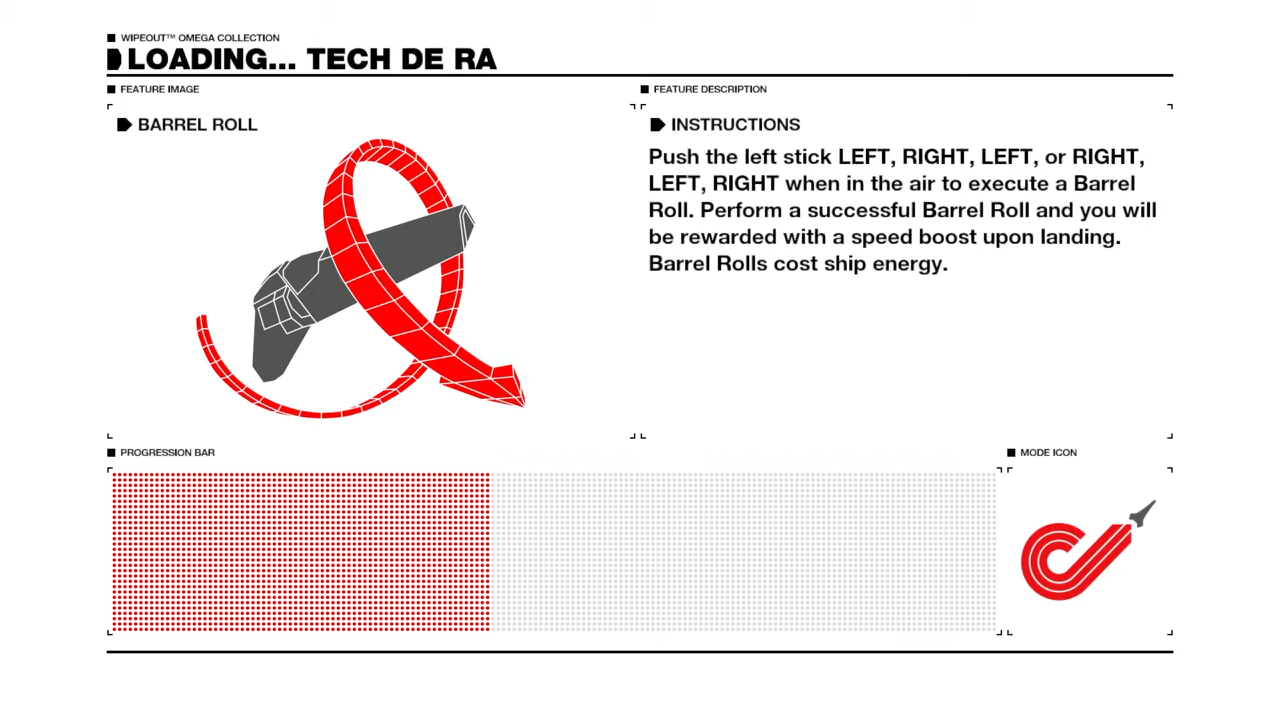 WIPEOUT™ OMEGA COLLECTION
LOADING... TECH DE RA
FEATURE IMAGE
BARREL ROLL
FEATURE DESCRIPTION
INSTRUCTIONS
Push the left stick LEFT, RIGHT, LEFT, or RIGHT,
LEFT, RIGHT when in the air to execute a Barrel
Roll. Perform a successful Barrel Roll and you will
be rewarded with a speed boost upon landing.
Barrel Rolls cost ship energy.
PROGRESSION BAR
MODE ICON